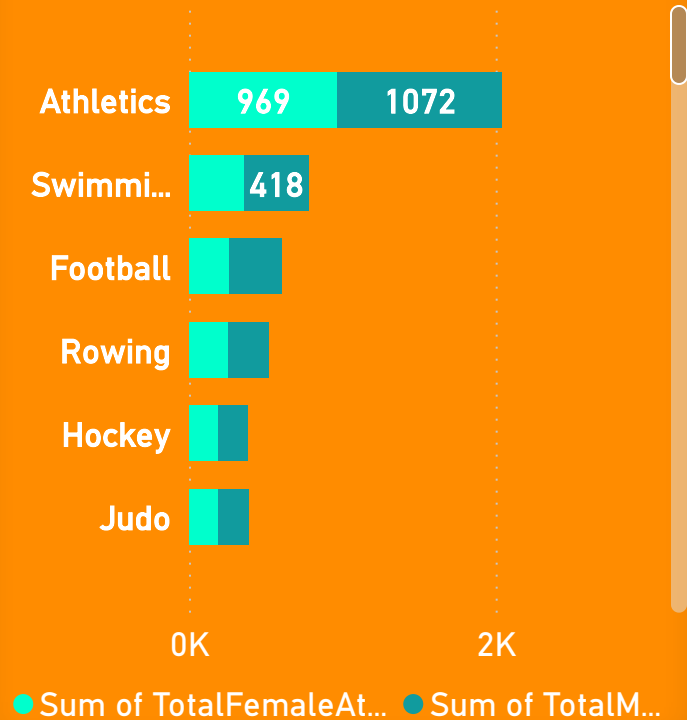 Athletics 969 1072
Swimmi... 418
Football
Rowing
Hockey
Judo
0K 2K
Sum of TotalFemaleAt... Sum of TotalM...